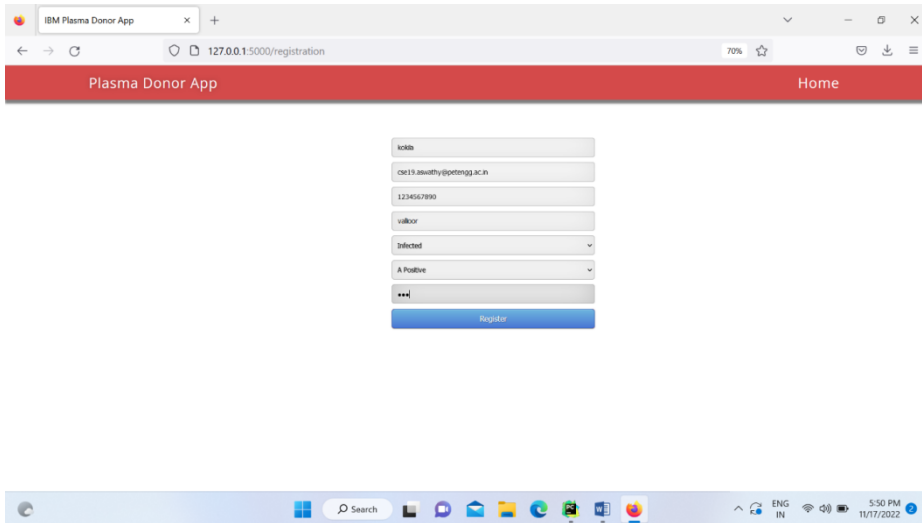 IBM Plasma Donor App
127.0.0.1:5000/registration
70%
Plasma Donor App
Home
cse19.aswathy@petengg.ac.in
1234567890
valloor
Infected
A Positive
•••
Register
Search
ENG
IN
5:50 PM
11/17/2022
2